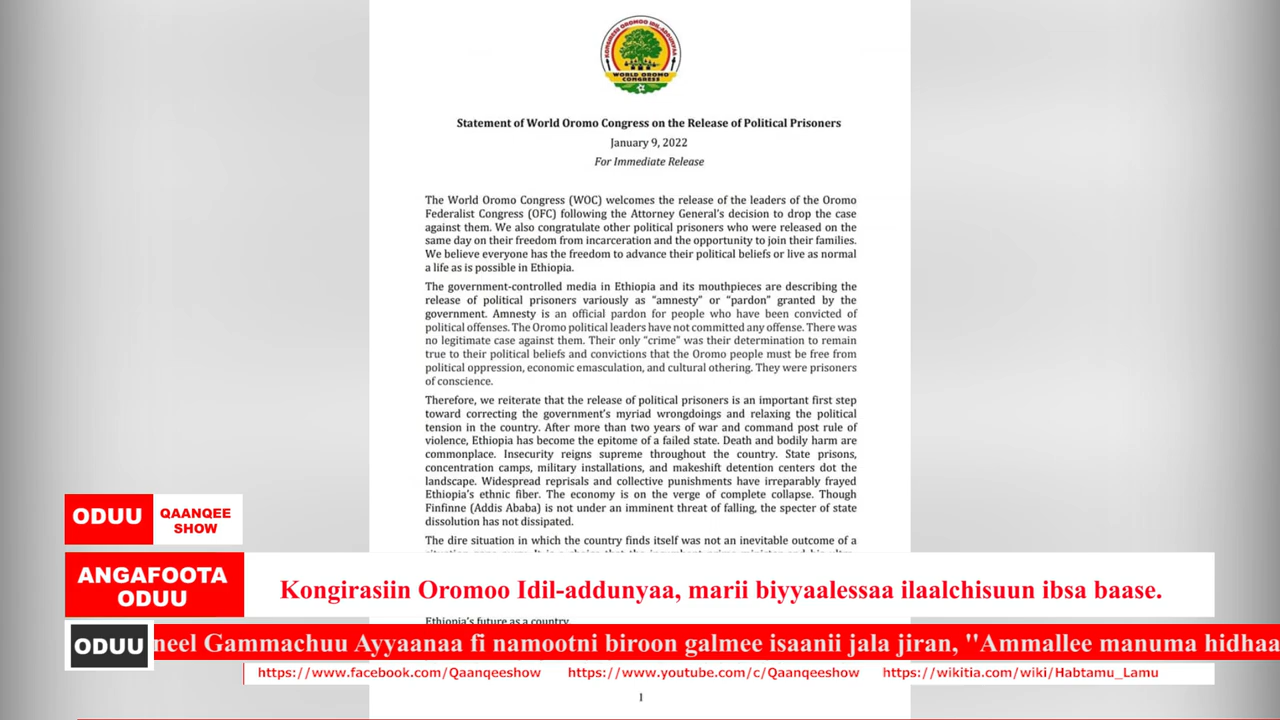 KONGIRESII OROMOO IDIL-ADDUNYAA
WORLD OROMO
CONGRESS
Statement of World Oromo Congress on the Release of Political Prisoners
January 9, 2022
For Immediate Release
The World Oromo Congress (WOC) welcomes the release of the leaders of the Oromo
Federalist Congress (OFC) following the Attorney General's decision to drop the case
against them. We also congratulate other political prisoners who were released on the
same day on their freedom from incarceration and the opportunity to join their families.
We believe everyone has the freedom to advance their political beliefs or live as normal
a life as is possible in Ethiopia.
The government-controlled media in Ethiopia and its mouthpieces are describing the
release of political prisoners variously as "amnesty" or "pardon" granted by the
government. Amnesty is an official pardon for people who have been convicted of
political offenses. The Oromo political leaders have not committed any offense. There was
no legitimate case against them. Their only "crime" was their determination to remain
true to their political beliefs and convictions that the Oromo people must be free from
political oppression, economic emasculation, and cultural othering. They were prisoners
of conscience.
Therefore, we reiterate that the release of political prisoners is an important first step
toward correcting the government's myriad wrongdoings and relaxing the political
tension in the country. After more than two years of war and command post rule of
violence, Ethiopia has become the epitome of a failed state. Death and bodily harm are
commonplace. Insecurity reigns supreme throughout the country. State prisons,
concentration camps, military installations, and makeshift detention centers dot the
landscape. Widespread reprisals and collective punishments have irreparably frayed
Ethiopia's ethnic fiber. The economy is on the verge of complete collapse. Though
Finfinne (Addis Ababa) is not under an imminent threat of falling, the specter of state
dissolution has not dissipated.
The dire situation in which the country finds itself was not an inevitable outcome of a
ODUU
QAANQEE
SHOW
ANGAFOOTA
ODUU
Kongirasiin Oromoo Idil-addunyaa, marii biyyaalessaa ilaalchisuun ibsa baase.
Ethiopia's future as a country.
ODUU
neel Gammachuu Ayyaanaa fi namootni biroon galmee isaanii jala jiran, ''Ammallee manuma hidhaa
https://www.facebook.com/Qaanqeeshow https://www.youtube.com/c/Qaanqeeshow https://wikitia.com/wiki/Habtamu_Lamu
1